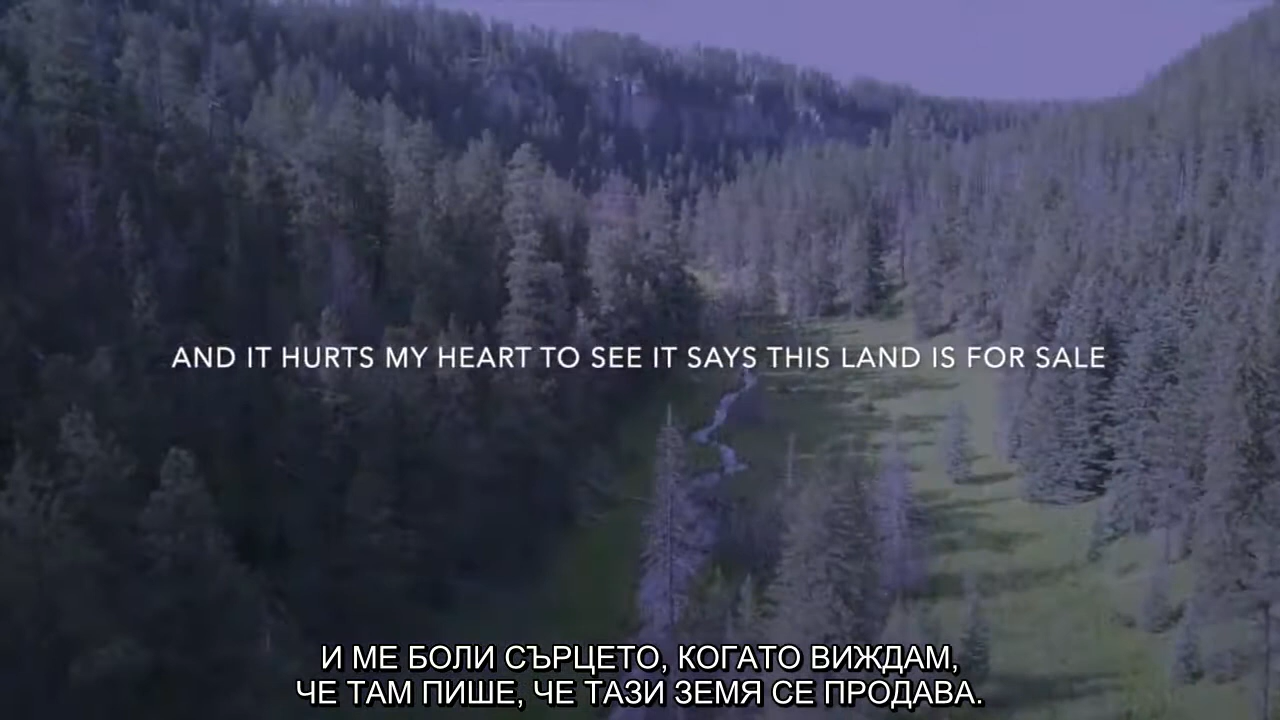 AND IT HURTS MY HEART TO SEE IT SAYS THIS LAND IS FOR SALE
И МЕ БОЛИ СЪРЦЕТО, КОГАТО ВИЖДАМ,
ЧЕ ТАМ ПИШЕ, ЧЕ ТАЗИ ЗЕМЯ СЕ ПРОДАВА.